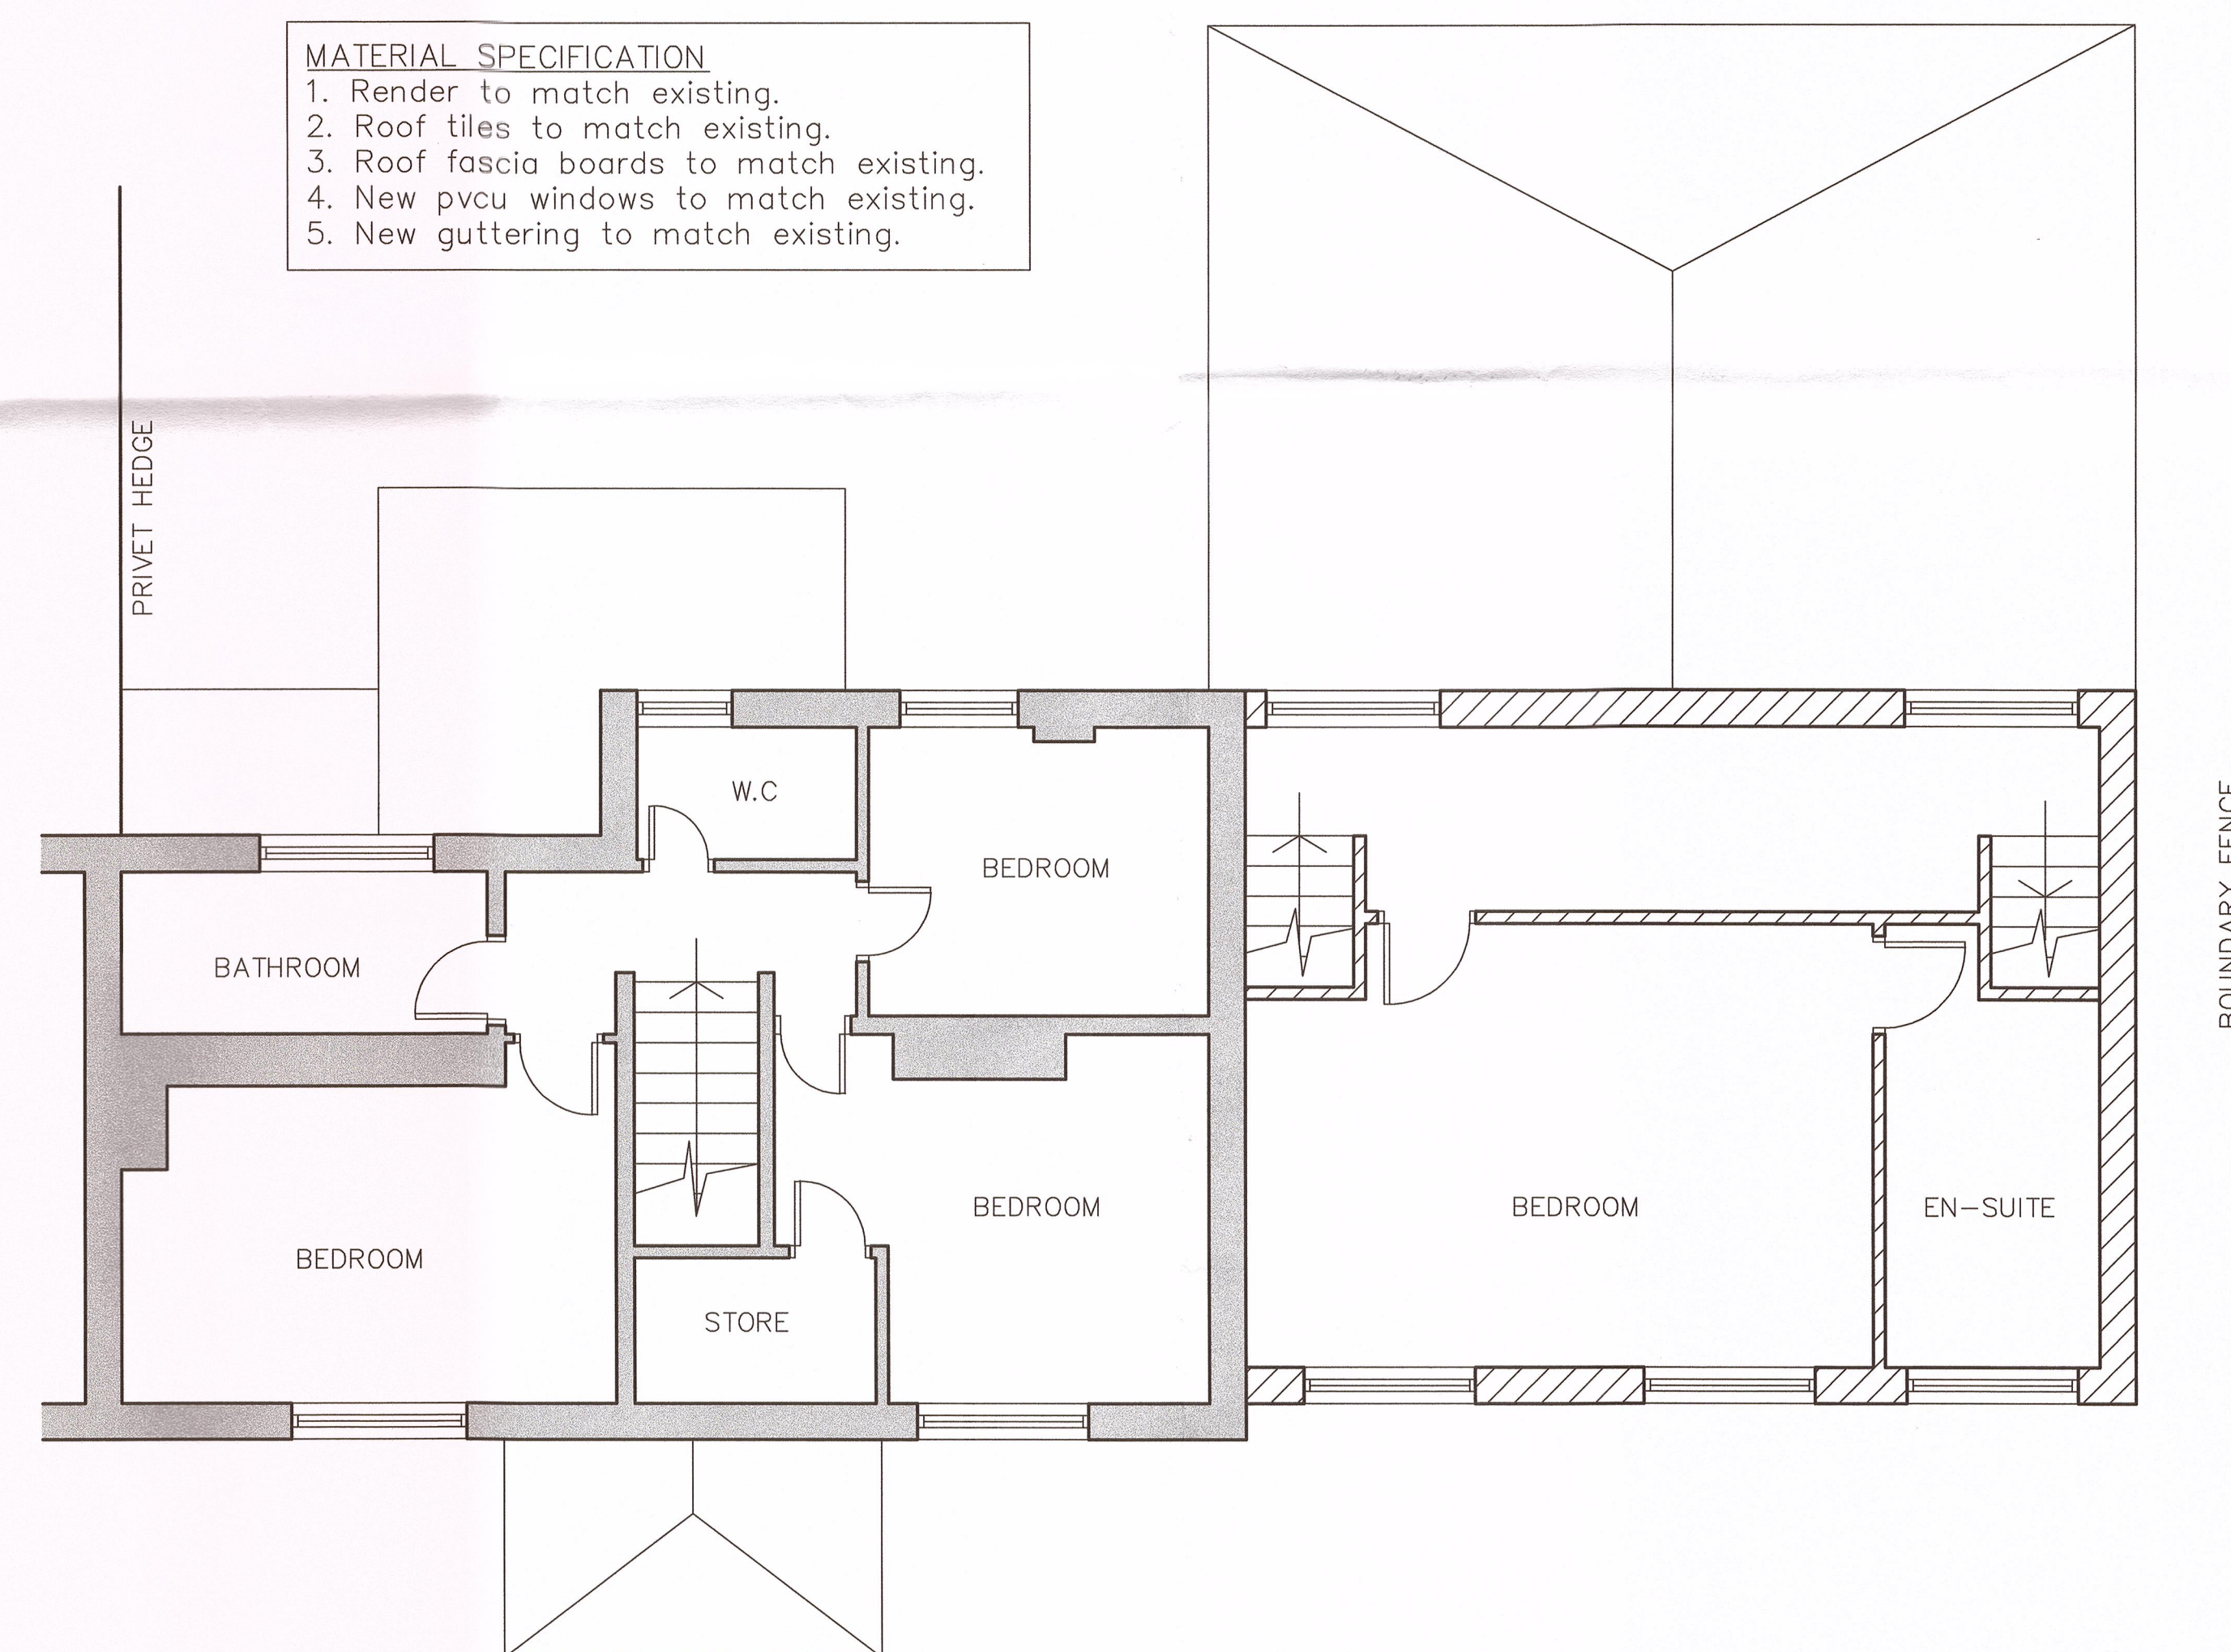 MATERIAL SPECIFICATION
1. Render to match existing.
2. Roof tiles to match existing.
3. Roof fascia boards to match existing.
4. New pvcu windows to match existing.
5. New guttering to match existing.
PRIVET HEDGE
W.C
BEDROOM
BATHROOM
BEDROOM
BEDROOM
EN-SUITE
BEDROOM
STORE
BOUNDARY FENCE